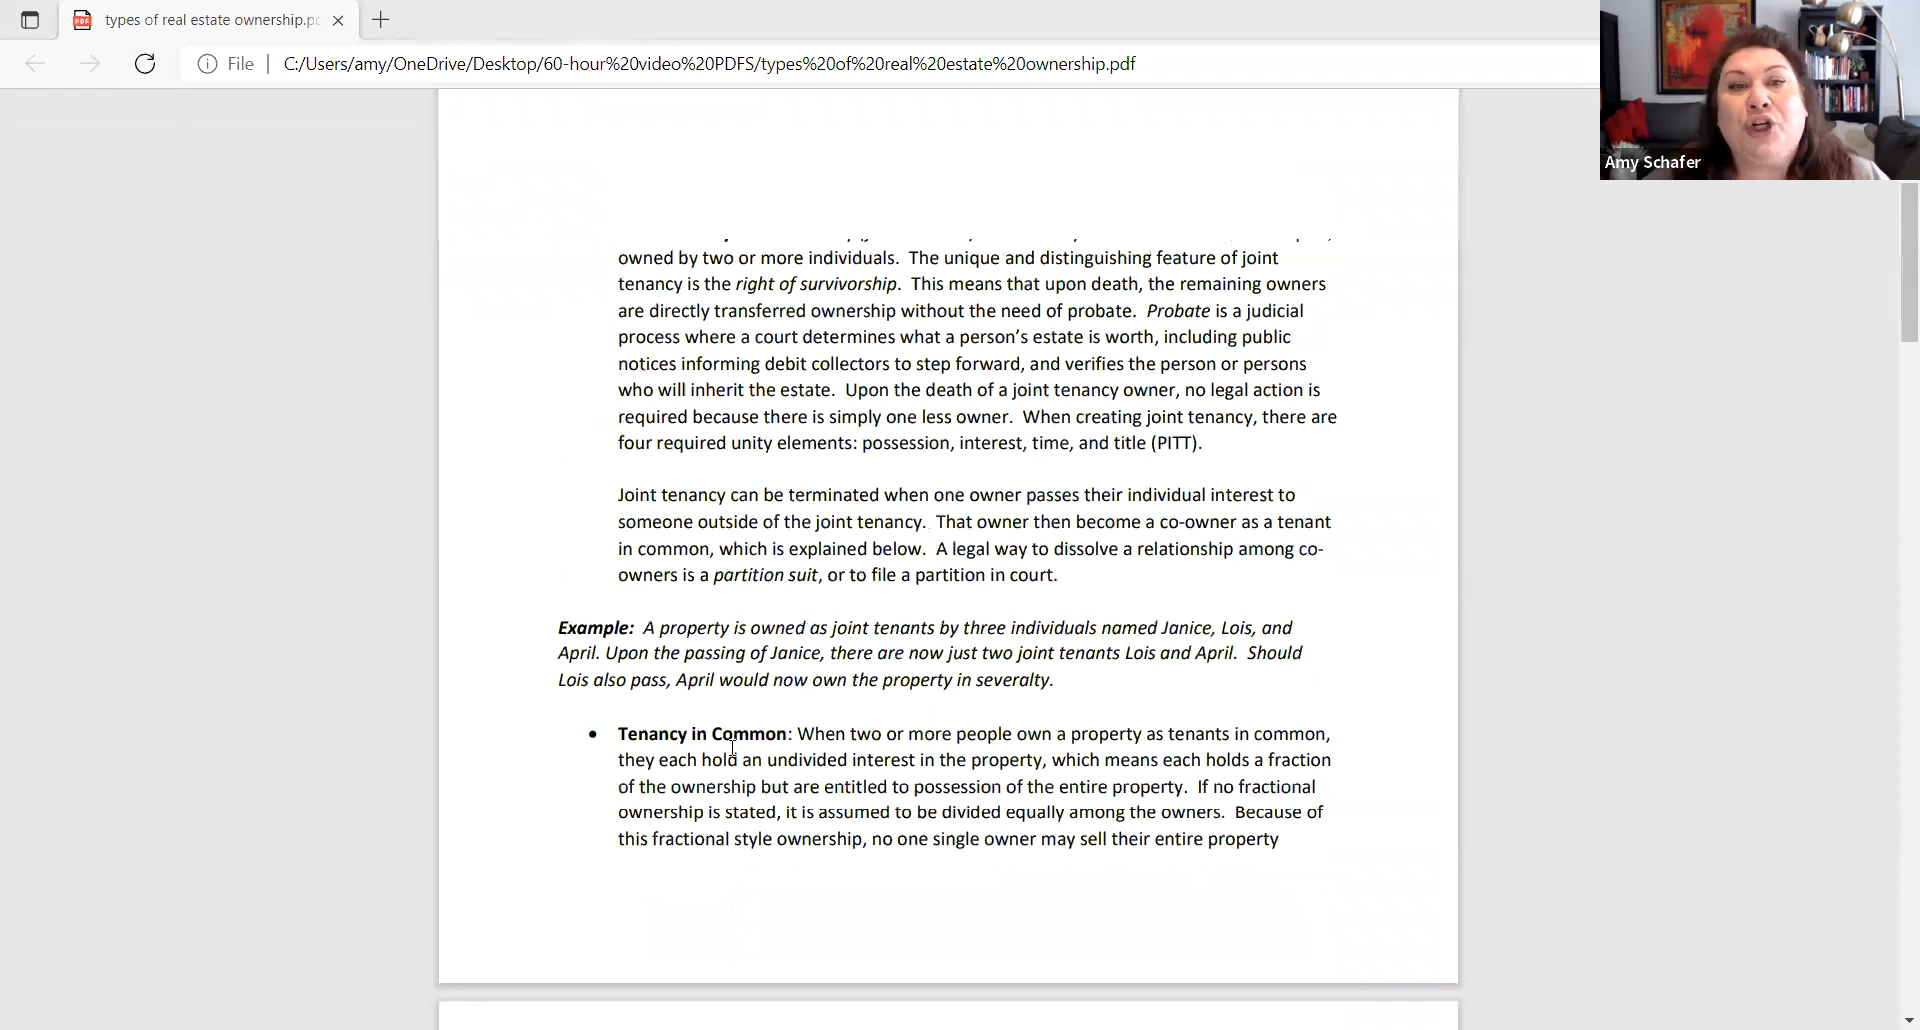 types of real estate ownership.p
File
C:/Users/amy/OneDrive/Desktop/60-hour%20video%20PDFS/types%20of%20real%20estate%20ownership.pdf
Amy Schafer
owned by two or more individuals. The unique and distinguishing feature of joint
tenancy is the right of survivorship. This means that upon death, the remaining owners
are directly transferred ownership without the need of probate. Probate is a judicial
process where a court determines what a person's estate is worth, including public
notices informing debit collectors to step forward, and verifies the person or persons
who will inherit the estate. Upon the death of a joint tenancy owner, no legal action is
required because there is simply one less owner. When creating joint tenancy, there are
four required unity elements: possession, interest, time, and title (PITT).
Joint tenancy can be terminated when one owner passes their individual interest to
someone outside of the joint tenancy. That owner then become a co-owner as a tenant
in common, which is explained below. A legal way to dissolve a relationship among co-
owners is a partition suit, or to file a partition in court.
Example: A property is owned as joint tenants by three individuals named Janice, Lois, and
April. Upon the passing of Janice, there are now just two joint tenants Lois and April. Should
Lois also pass, April would now own the property in severalty.
• Tenancy in Common: When two or more people own a property as tenants in common,
they each hold an undivided interest in the property, which means each holds a fraction
of the ownership but are entitled to possession of the entire property. If no fractional
ownership is stated, it is assumed to be divided equally among the owners. Because of
this fractional style ownership, no one single owner may sell their entire property